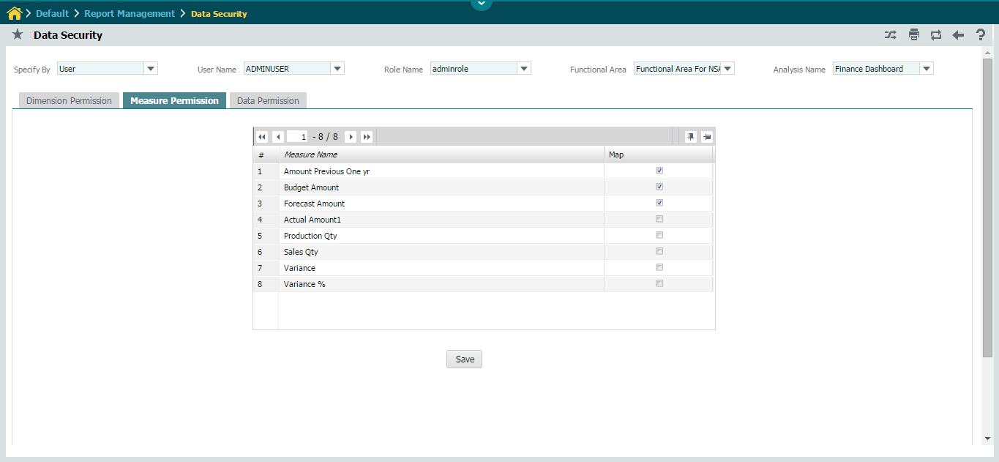 Default Report Management Data Security
Data Security
Specify By User User Name ADMINUSER Role Name adminrole Functional Area Functional Area For Analysis Name Finance Dashboard
Dimension Permission Measure Permission Data Permission
1 - 8 / 8
# Measure Name Map
1 Amount Previous One yr
2 Budget Amount
3 Forecast Amount
4 Actual Amount1
5 Production Qty
6 Sales Qty
7 Variance
8 Variance %
Save